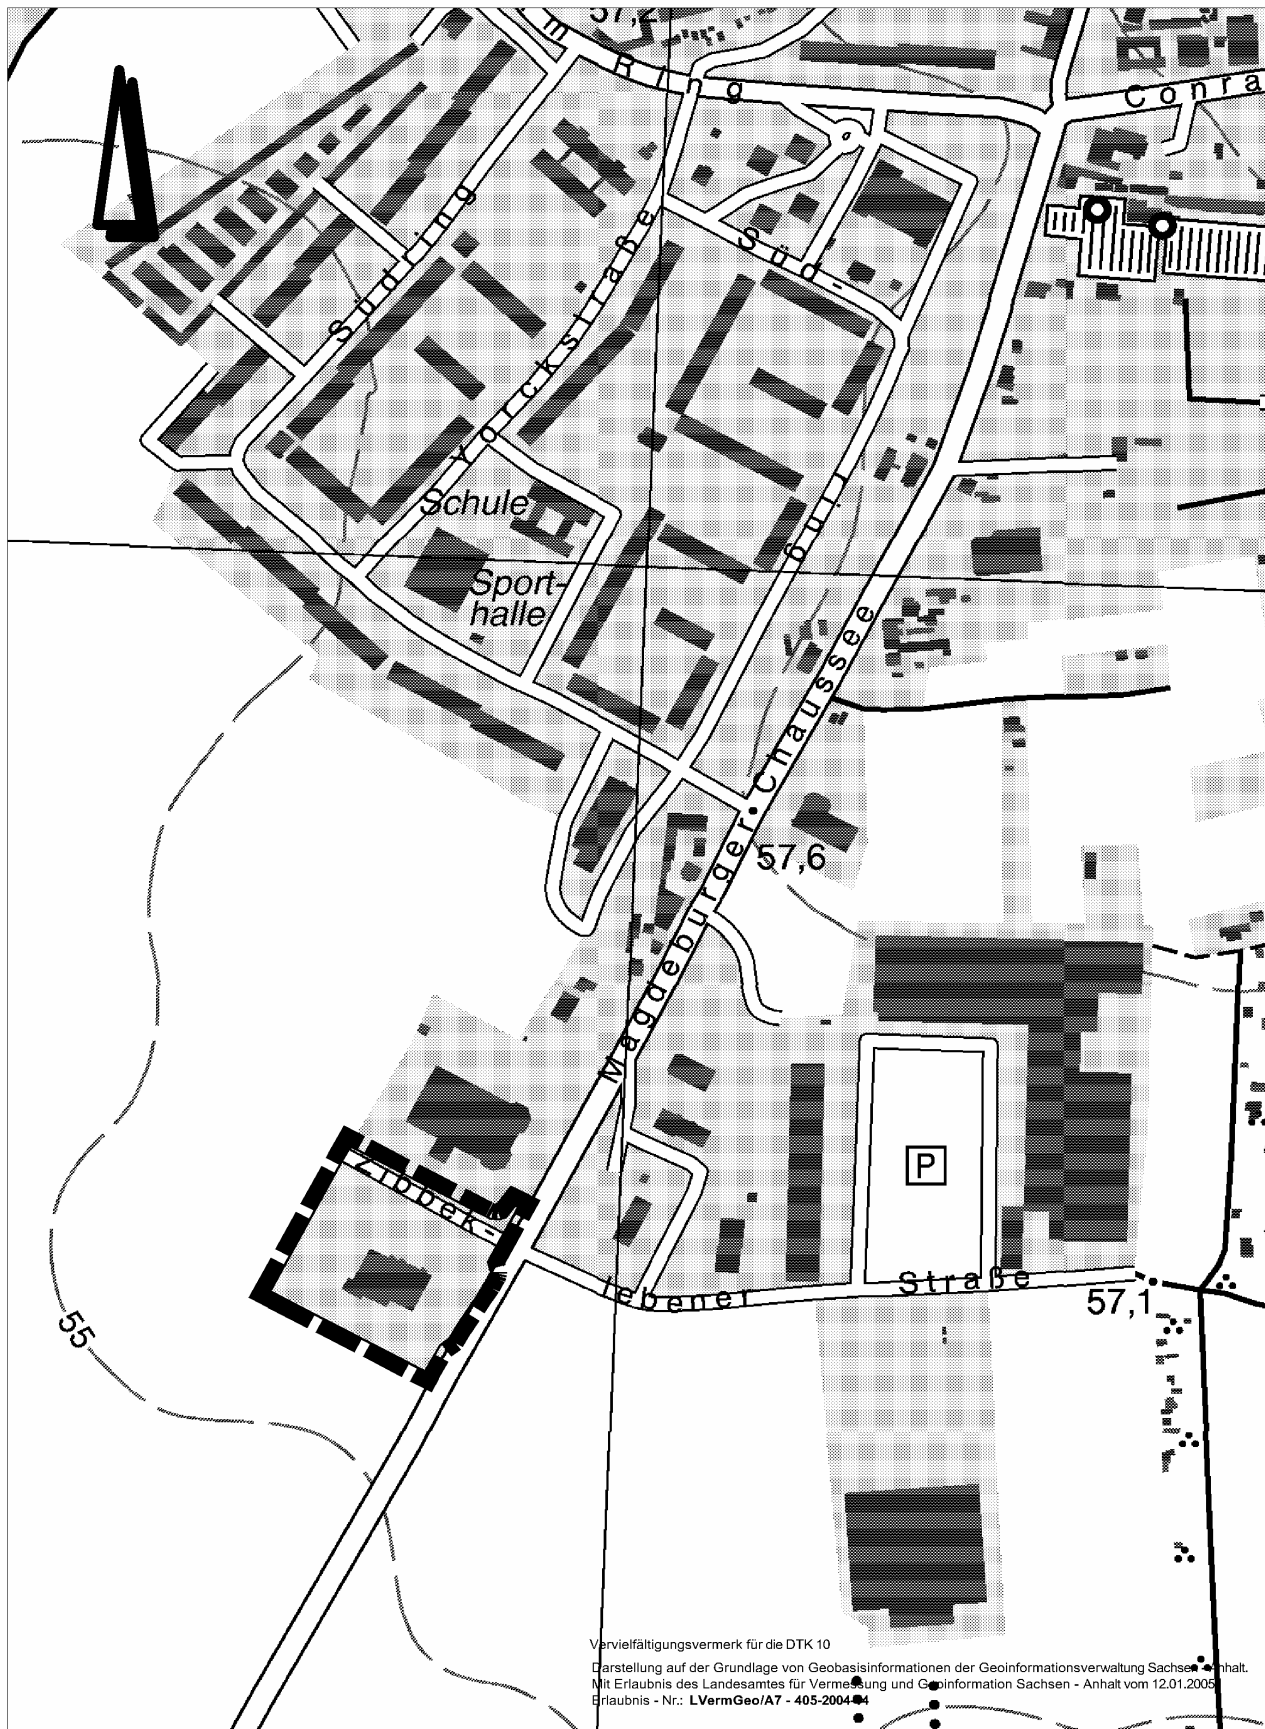 57,2
m Ring
Conra
Südring
Yorckstraße
Süd-
ring
Schule
Sport-
halle
Magdeburger Chaussee
57,6
P
Zibbek-
lebener Straße
57,1
55
Vervielfältigungsvermerk für die DTK 10
Darstellung auf der Grundlage von Geobasisinformationen der Geoinformationsverwaltung Sachsen - Anhalt.
Mit Erlaubnis des Landesamtes für Vermessung und Geoinformation Sachsen - Anhalt vom 12.01.2005
Erlaubnis - Nr.: LVermGeo/A7 - 405-2004-